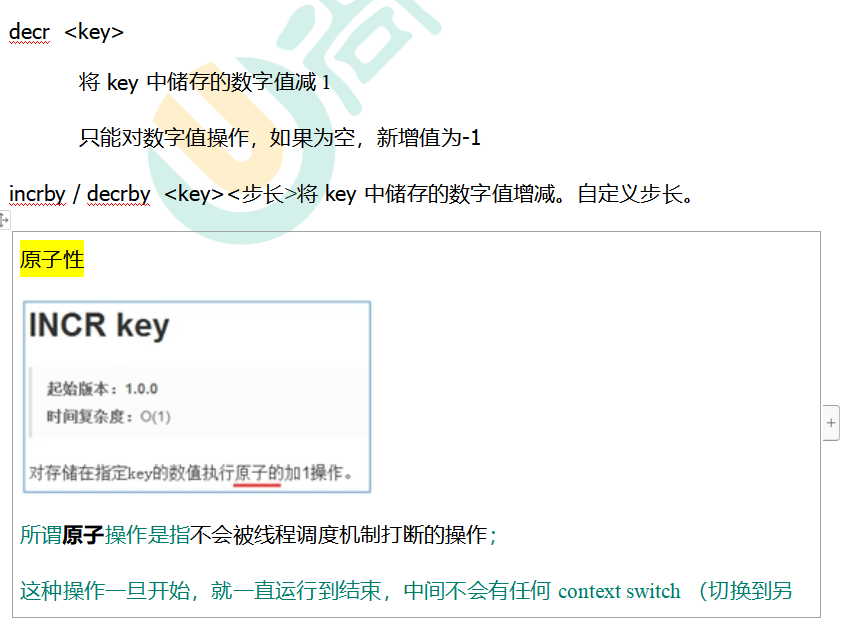 decr <key>
将 key 中储存的数字值减 1
只能对数字值操作，如果为空，新增值为-1
incrby / decrby <key><步长>将 key 中储存的数字值增减。自定义步长。
原子性
INCR key
起始版本：1.0.0
时间复杂度：O(1)
对存储在指定key的数值执行原子的加1操作。
所谓原子操作是指不会被线程调度机制打断的操作；
这种操作一旦开始，就一直运行到结束，中间不会有任何 context switch （切换到另